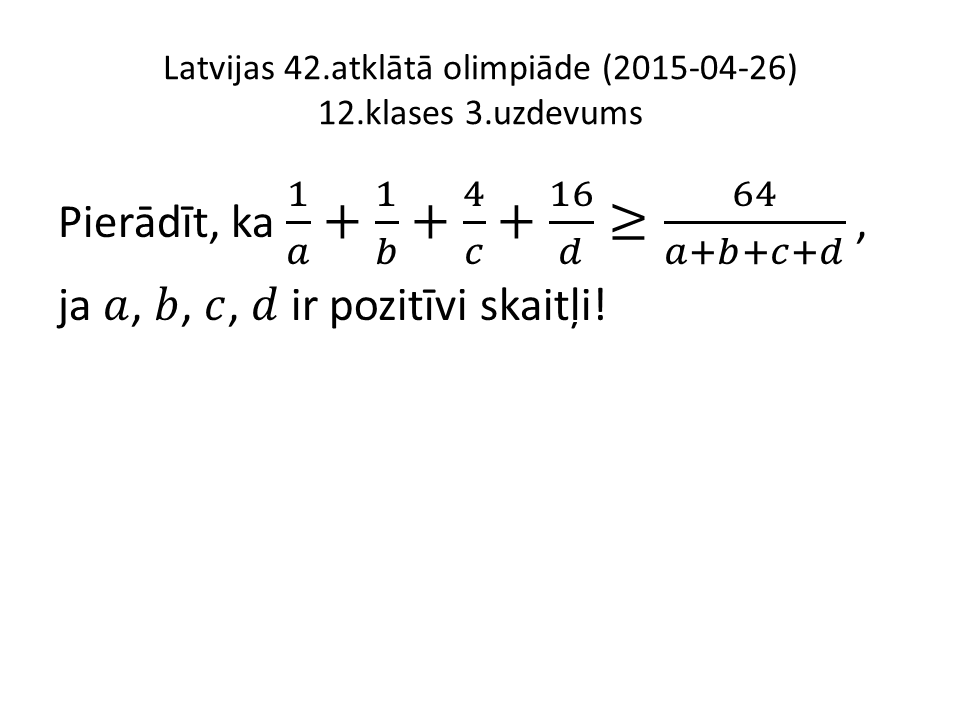 Latvijas 42.atklātā olimpiāde (2015-04-26)
12.klases 3.uzdevums
Pierādīt, ka $\frac{1}{a}+\frac{1}{b}+\frac{4}{c}+\frac{16}{d} \geq \frac{64}{a+b+c+d}$ ,
ja $a$, $b$, $c$, $d$ ir pozitīvi skaitļi!